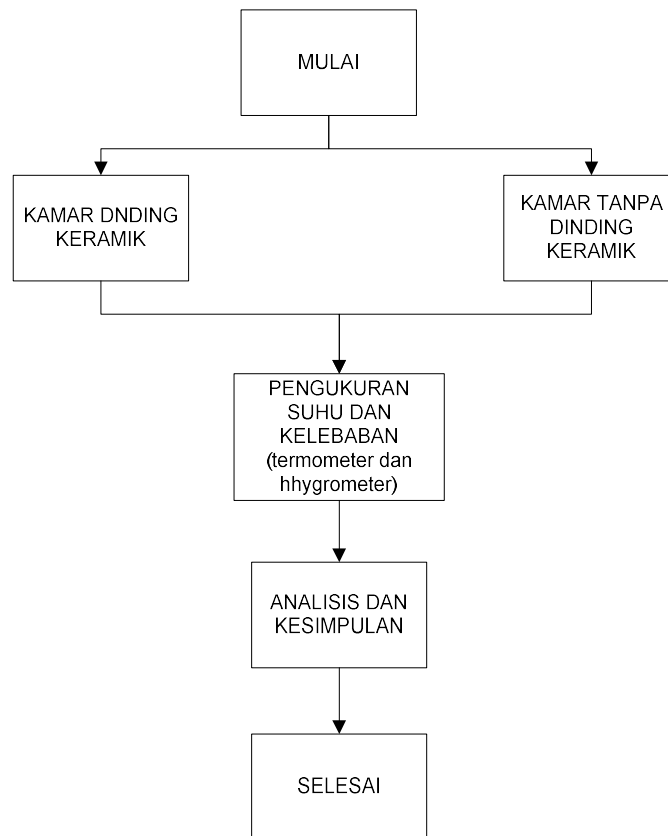 MULAI
KAMAR DNDING
KERAMIK
KAMAR TANPA
DINDING
KERAMIK
PENGUKURAN
SUHU DAN
KELEBABAN
(termometer dan
hhygrometer)
ANALISIS DAN
KESIMPULAN
SELESAI